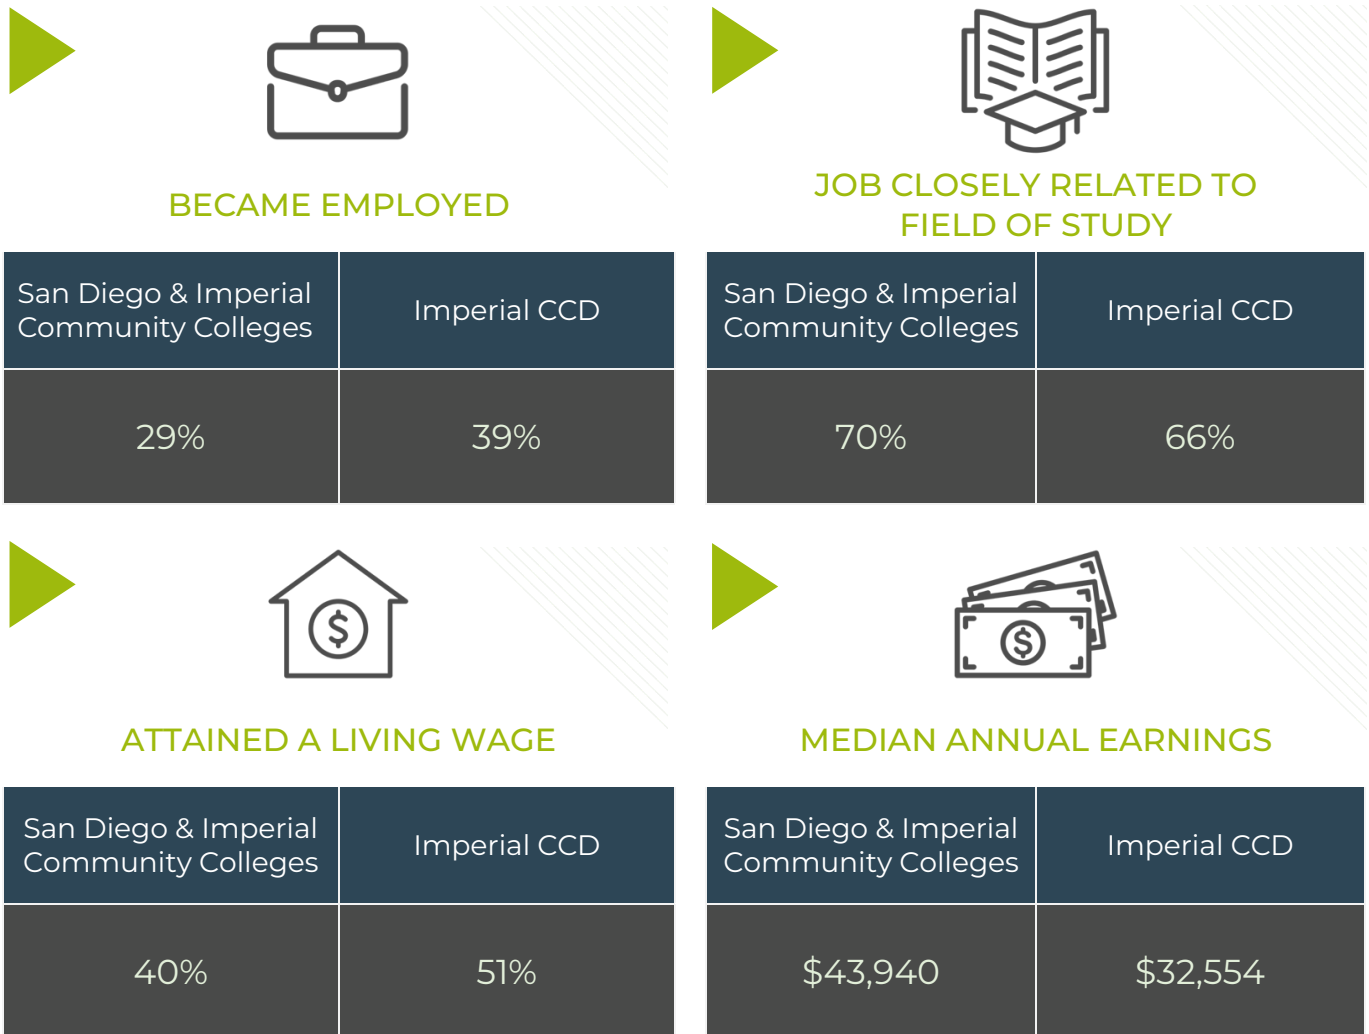 BECAME EMPLOYED
San Diego & Imperial
Community Colleges
Imperial CCD
29%
39%
JOB CLOSELY RELATED TO
FIELD OF STUDY
San Diego & Imperial
Community Colleges
Imperial CCD
70%
66%
$
ATTAINED A LIVING WAGE
San Diego & Imperial
Community Colleges
Imperial CCD
40%
51%
$
MEDIAN ANNUAL EARNINGS
San Diego & Imperial
Community Colleges
Imperial CCD
$43,940
$32,554